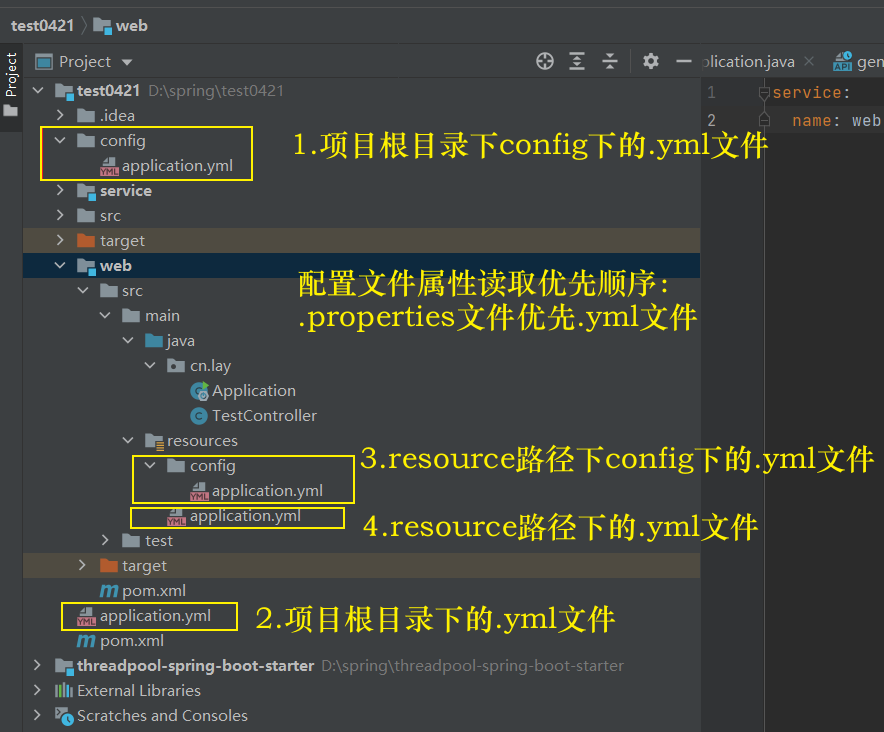 test0421 web
Project
Project
plication.java
gen
test0421 D:\spring\test0421
1 service:
.idea
2 name: web
config
1.项目根目录下config下的.yml文件
application.yml
service
src
target
web
src
配置文件属性读取优先顺序:
main
.properties文件优先.yml文件
java
cn.lay
Application
TestController
resources
config
3.resource路径下config下的.yml文件
application.yml
application.yml
4.resource路径下的.yml文件
test
target
pom.xml
application.yml
2.项目根目录下的.yml文件
pom.xml
threadpool-spring-boot-starter D:\spring\threadpool-spring-boot-starter
External Libraries
Scratches and Consoles